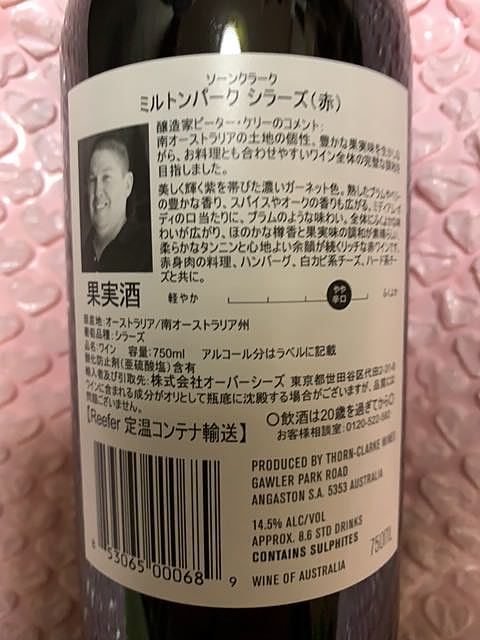 ソーンクラーク
ミルトンパーク シラーズ(赤)
醸造家ピーター・ケリーのコメント:
南オーストラリアの土地の個性、豊かな果実味を生かしな
がら、お料理とも合わせやすいワイン全体の完璧な調和を
目指しました。
美しく輝く紫を帯びた濃いガーネット色。熟したプラムやベリー
の豊かな香り、スパイスやオークの香りも広がる。ミディアムボ
ディの口当たりに、プラムのような味わい。全体にふくよかな味
わいが広がり、ほのかな樽香と果実味の調和が素晴らしい。
柔らかなタンニンと心地よい余韻が続くリッチな赤ワインです。
赤身肉の料理、ハンバーグ、白カビ系チーズ、ハード系チー
ズと共に。
果実酒 軽やか やや辛口 ふくよか
原産地:オーストラリア/南オーストラリア州
葡萄品種:シラーズ
品名:ワイン 容量:750ml アルコール分はラベルに記載
酸化防止剤(亜硫酸塩)含有
輸入者及び引取先:株式会社オーバーシーズ 東京都世田谷区代田2-31-8
ワインに含まれる成分がオリとして瓶底に沈殿する場合がございますが、品質には
問題ございません。
○飲酒は20歳を過ぎてから○
【Reefer 定温コンテナ輸送】 お客様相談室:0120-522-582
PRODUCED BY THORN-CLARKE WINES
GAWLER PARK ROAD
ANGASTON S.A. 5353 AUSTRALIA
14.5% ALC/VOL
APPROX. 8.6 STD DRINKS
CONTAINS SULPHITES 750ML
WINE OF AUSTRALIA
8 53065 00068 9